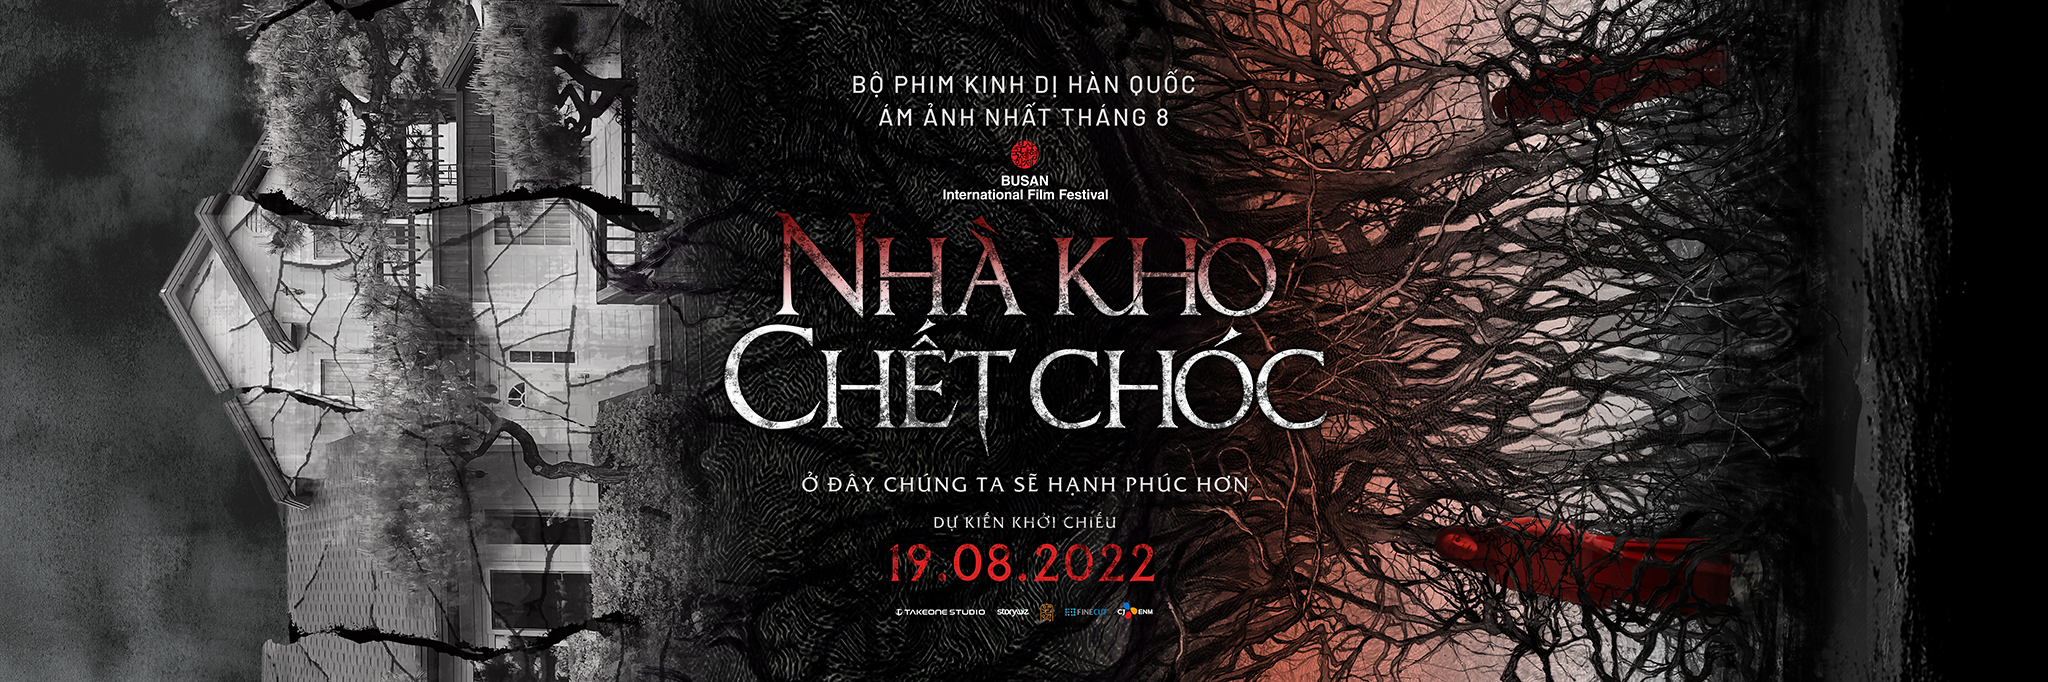 BỘ PHIM KINH DỊ HÀN QUỐC
ÁM ẢNH NHẤT THÁNG 8
BUSAN
International Film Festival
NHÀ KHO
CHẾT CHÓC
Ở ĐÂY CHÚNG TA SẼ HẠNH PHÚC HƠN
DỰ KIẾN KHỞI CHIẾU
19.08.2022
TAKEONE STUDIO storywiz FINECUT CJ ENM